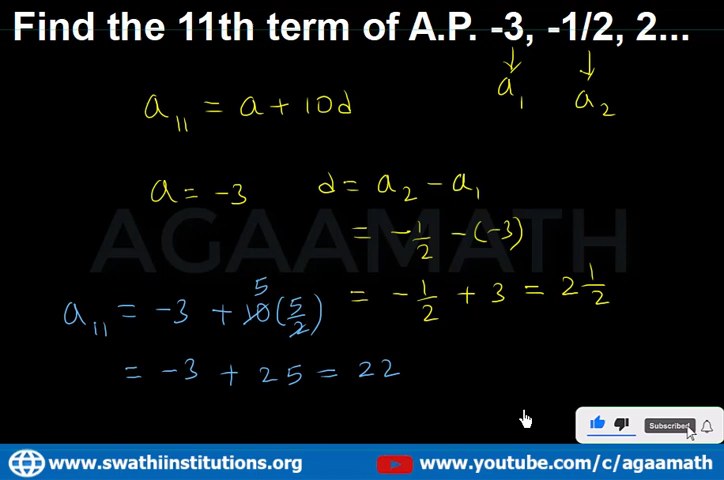 Find the 11th term of A.P. -3, -1/2, 2...
a₁ a₂
a₁₁ = a + 10d
a = -3 d = a₂ - a₁
= -1/2 - (-3)
= -1/2 + 3 = 2 1/2
a₁₁ = -3 + 10 5 (5/2)
= -3 + 25 = 22
AGAAMATH
Subscribed
www.swathiinstitutions.org www.youtube.com/c/agaamath